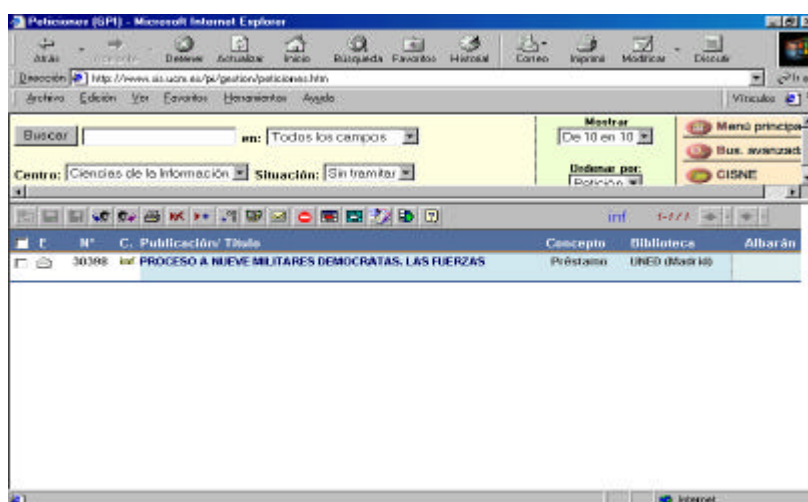 Peticiones (GPI) - Microsoft Internet Explorer
Atrás Detener Actualizar Inicio Búsqueda Favoritos Historial Correo Imprimir Modificar Discutir
Dirección http://www.sis.ucm.es/pi/gestion/peticiones.htm
Archivo Edición Ver Favoritos Herramientas Ayuda Vínculos
Buscar en: Todos los campos Mostrar De 10 en 10 Menú principa
Bus. avanzad
Centro: Ciencias de la Información Situación: Sin tramitar Ordenar por: Petición CISNE
inf 1-1 / 1
E Nº C. Publicación/ Título Concepto Biblioteca Albarán
30398 inf PROCESO A NUEVE MILITARES DEMOCRATAS. LAS FUERZAS Préstamo UNED (Madrid)
Internet